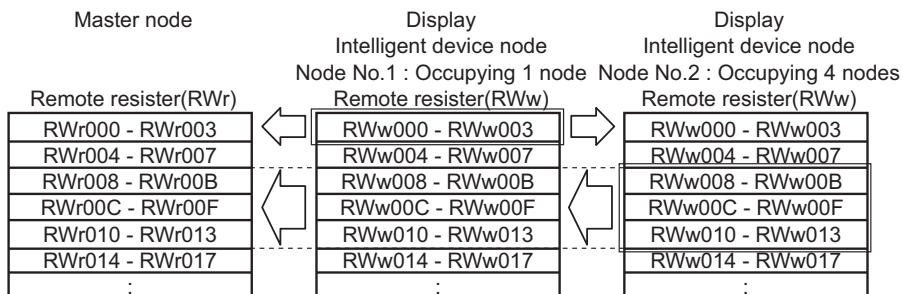 Master node
Display
Display
Intelligent device node
Intelligent device node
Node No.1 : Occupying 1 node
Node No.2 : Occupying 4 nodes
Remote resister(RWr)
Remote resister(RWw)
Remote resister(RWw)
RWr000 - RWr003
RWw000 - RWw003
RWw000 - RWw003
RWr004 - RWr007
RWw004 - RWw007
RWw004 - RWw007
RWr008 - RWr00B
RWw008 - RWw00B
RWw008 - RWw00B
RWr00C - RWr00F
RWw00C - RWw00F
RWw00C - RWw00F
RWr010 - RWr013
RWw010 - RWw013
RWw010 - RWw013
RWr014 - RWr017
RWw014 - RWw017
RWw014 - RWw017
:
:
: